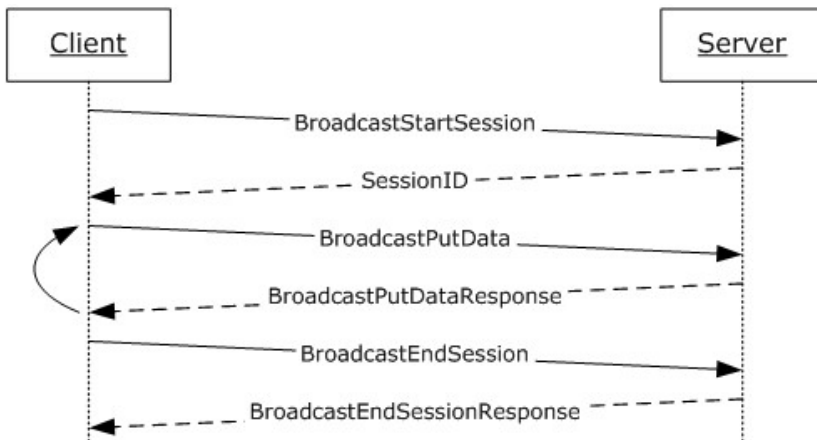 Client
Server
BroadcastStartSession
SessionID
BroadcastPutData
BroadcastPutDataResponse
BroadcastEndSession
BroadcastEndSessionResponse